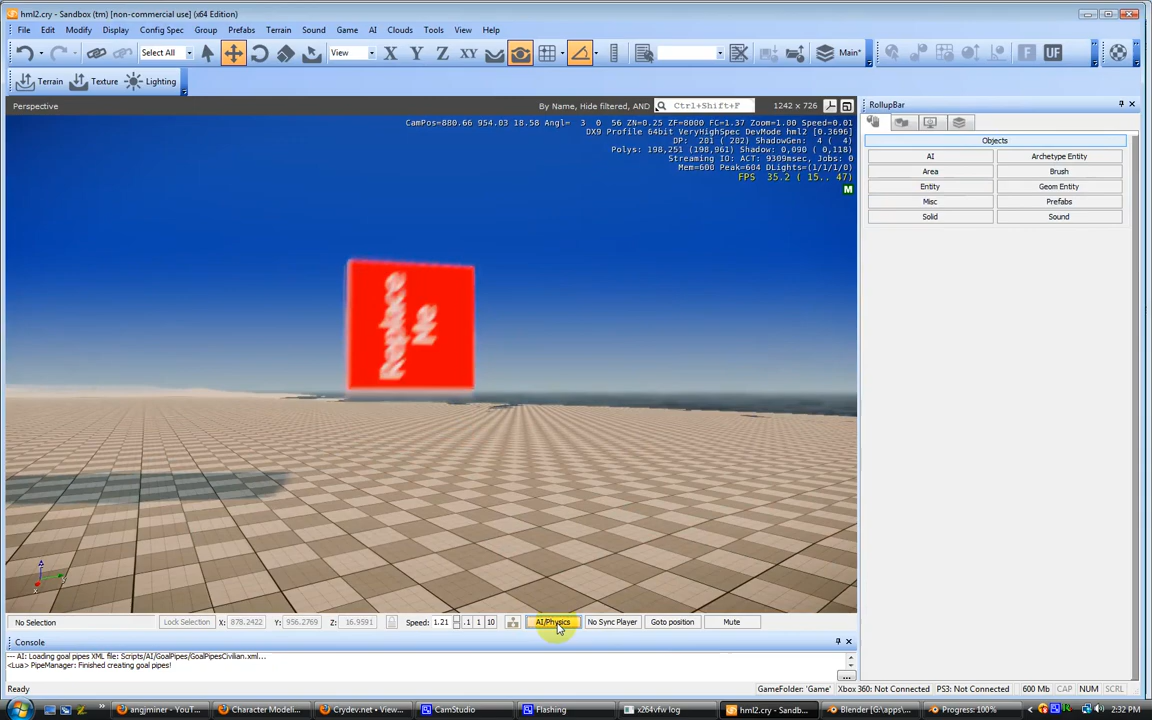 hml2.cry - Sandbox (tm) [non-commercial use] (x64 Edition)
File Edit Modify Display Config Spec Group Prefabs Terrain Sound Game AI Clouds Tools View Help
Select All View X Y Z XY Main* F UF
Terrain Texture Lighting
Perspective By Name, Hide filtered, AND Ctrl+Shift+F 1242 x 726
RollupBar
CamPos=880.66 954.03 18.58 Angl= 3 0 56 ZN=0.25 ZF=8000 FC=1.37 Zoom=1.00 Speed=0.01
DX9 Profile 64bit VeryHighSpec DevMode hml2 [0.3696]
DP: 201 ( 202) ShadowGen: 4 ( 4)
Polys: 198,251 (198,961) Shadow: 0,090 ( 0,118)
Streaming IO: ACT: 9309msec, Jobs: 0
Mem=600 Peak=604 DLights=(1/1/1/0)
FPS 35.2 ( 15.. 47)
M
Objects
AI Archetype Entity
Area Brush
Entity Geom Entity
Misc Prefabs
Solid Sound
Replace
Me
x
No Selection Lock Selection X: 878.2422 Y: 956.2769 Z: 16.9591 Speed: 1.21 .1 1 10 AI/Physics No Sync Player Goto position Mute
Console
--- AI: Loading goal pipes XML file: Scripts/AI/GoalPipes/GoalPipesCivilian.xml...
<Lua> PipeManager: Finished creating goal pipes!
...
Ready GameFolder: 'Game' Xbox 360: Not Connected PS3: Not Connected 600 Mb CAP NUM SCRL
angjminer - YouT... Character Modeli... Crydev.net • View... CamStudio Flashing x264vfw log hml2.cry - Sandb... Blender [G:\apps\... Progress: 100% 2:32 PM